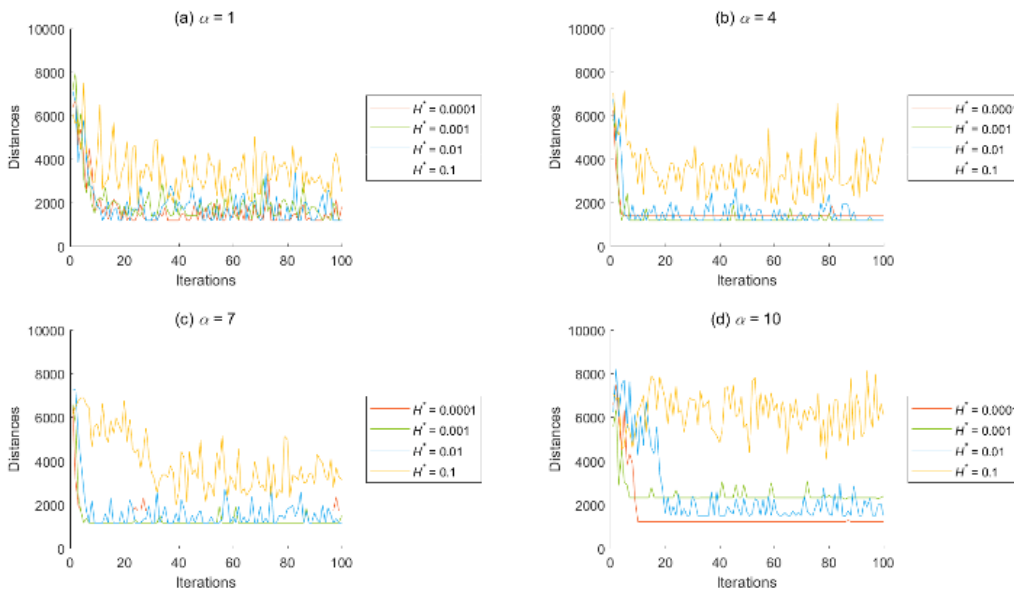 (a) α = 1
10000
8000
6000
4000
2000
0
Distances
0 20 40 60 80 100
Iterations
H* = 0.0001
H* = 0.001
H* = 0.01
H* = 0.1
(b) α = 4
10000
8000
6000
4000
2000
0
Distances
0 20 40 60 80 100
Iterations
H* = 0.0001
H* = 0.001
H* = 0.01
H* = 0.1
(c) α = 7
10000
8000
6000
4000
2000
0
Distances
0 20 40 60 80 100
Iterations
H* = 0.0001
H* = 0.001
H* = 0.01
H* = 0.1
(d) α = 10
10000
8000
6000
4000
2000
0
Distances
0 20 40 60 80 100
Iterations
H* = 0.0001
H* = 0.001
H* = 0.01
H* = 0.1